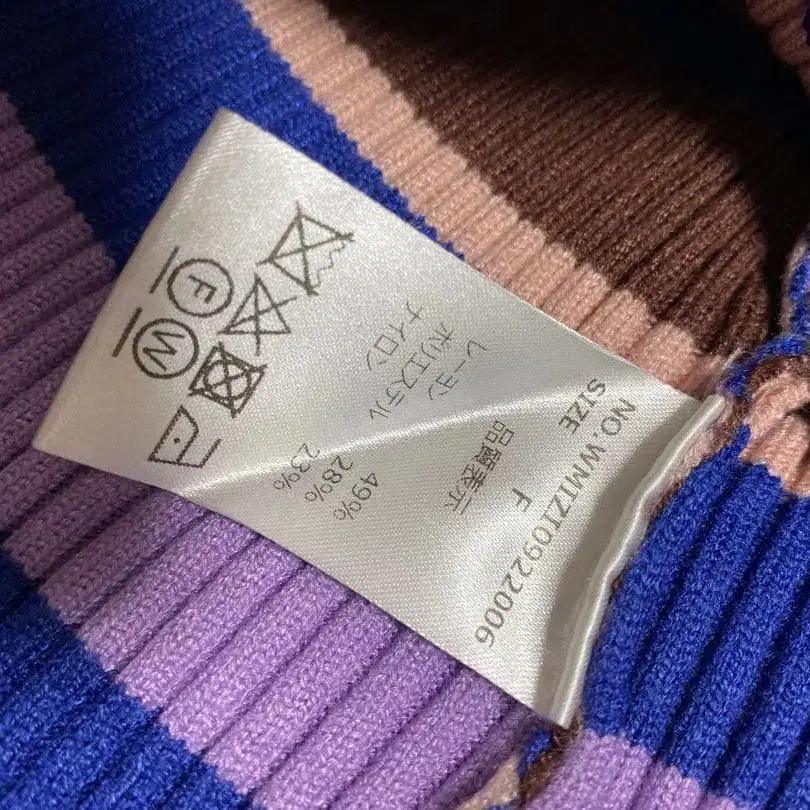 NO.WMIZI0922006
SIZE F
品質表示
レーヨン 49%
ポリエステル 28%
ナイロン 23%
F
W